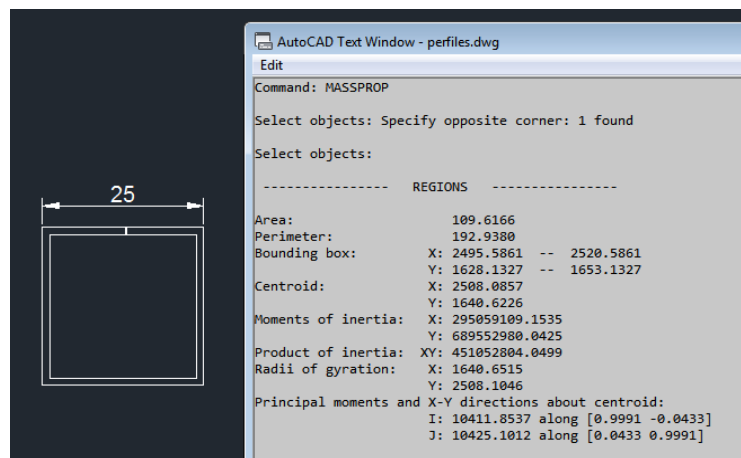 AutoCAD Text Window - perfiles.dwg
Edit
Command: MASSPROP
Select objects: Specify opposite corner: 1 found
Select objects:
---------------- REGIONS ----------------
Area: 109.6166
Perimeter: 192.9380
Bounding box: X: 2495.5861 -- 2520.5861
Y: 1628.1327 -- 1653.1327
Centroid: X: 2508.0857
Y: 1640.6226
Moments of inertia: X: 295059109.1535
Y: 689552980.0425
Product of inertia: XY: 451052804.0499
Radii of gyration: X: 1640.6515
Y: 2508.1046
Principal moments and X-Y directions about centroid:
I: 10411.8537 along [0.9991 -0.0433]
J: 10425.1012 along [0.0433 0.9991]
25